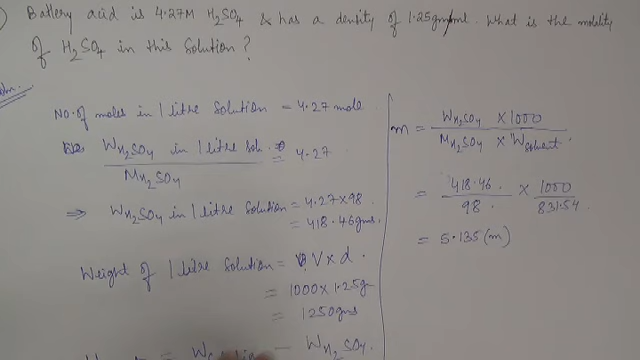 Battery acid is 4.27M H2SO4 & has a density of 1.25gm/ml. What is the molality
of H2SO4 in this solution?
Soln.
No. of moles in 1 litre solution = 4.27 mole
WH2SO4 in 1 litre sol. / MH2SO4 = 4.27
⇒ WH2SO4 in 1 litre solution = 4.27×98
= 418.46gms.
Weight of 1 litre solution = V×d.
= 1000×1.25g
= 1250gms
= − WH2SO4.
m = WH2SO4 × 1000 / MH2SO4 × Wsolvent.
= 418.46 / 98 × 1000 / 831.54
= 5.135(m)